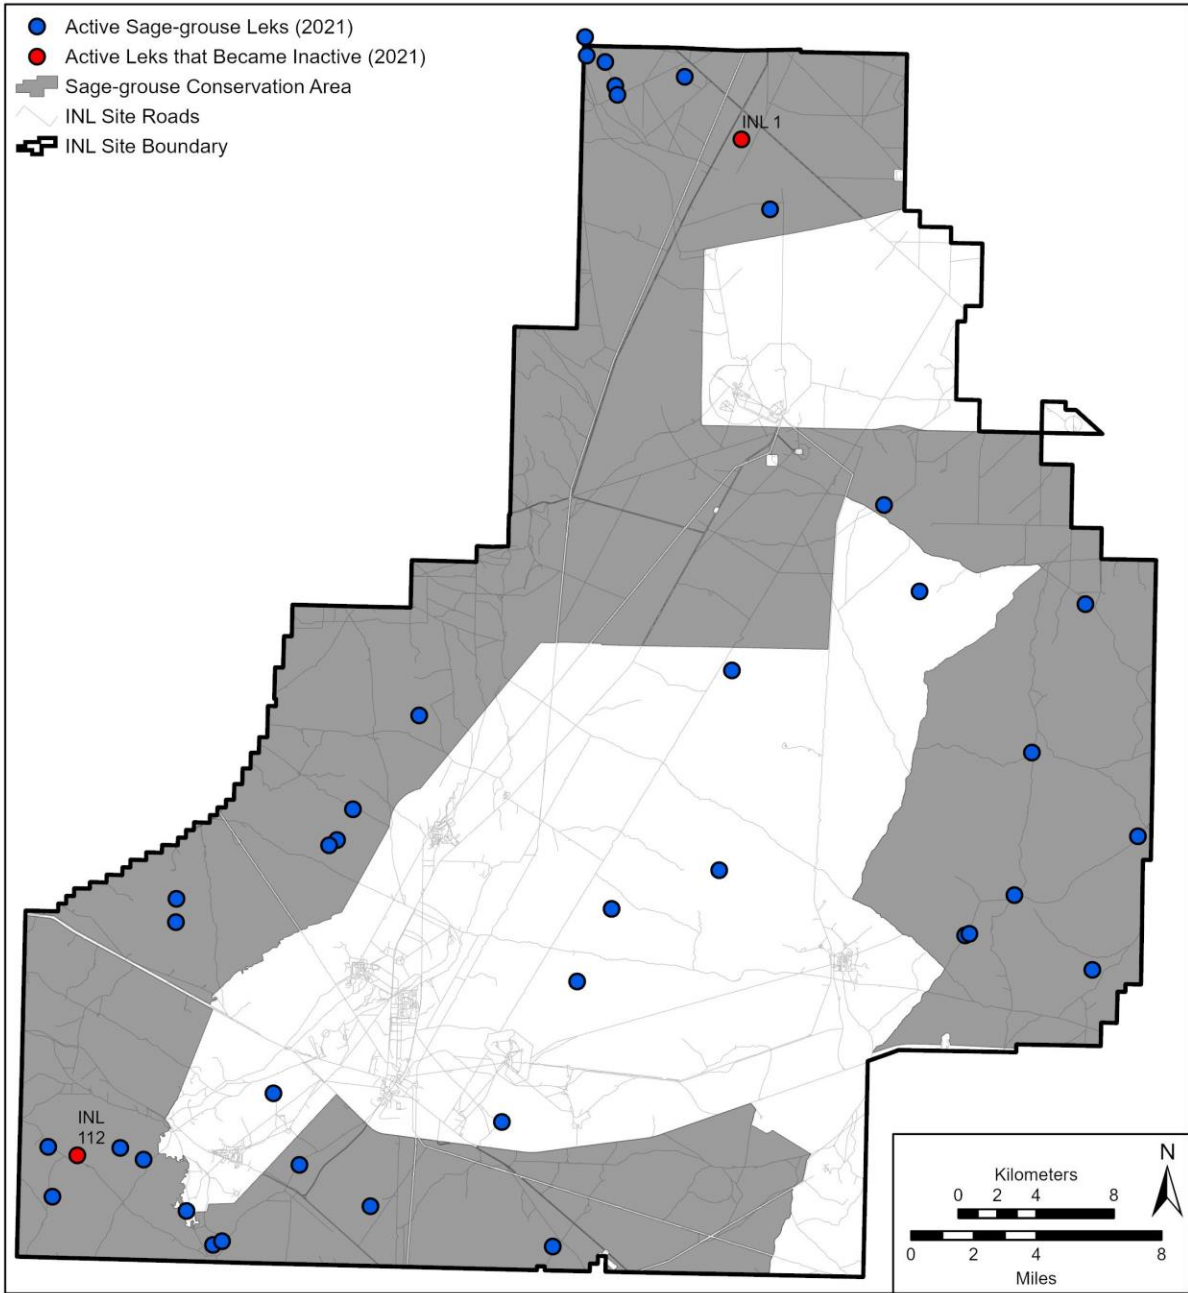 Active Sage-grouse Leks (2021)
Active Leks that Became Inactive (2021)
Sage-grouse Conservation Area
INL Site Roads
INL Site Boundary
INL 1
INL
112
N
Kilometers
0 2 4 8
0 2 4 8
Miles